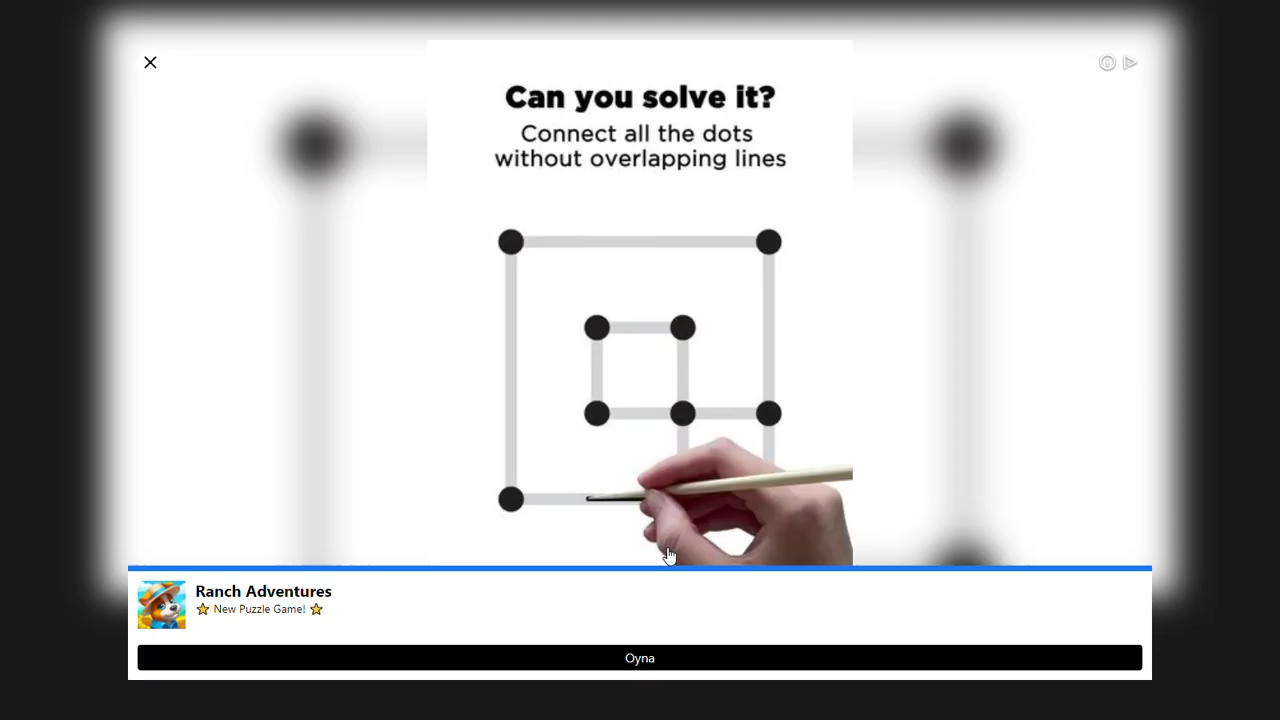 Can you solve it?
Connect all the dots
without overlapping lines
Ranch Adventures
⭐ New Puzzle Game! ⭐
Oyna